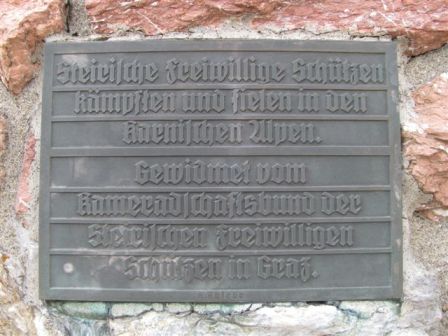 Steirische Freiwillige Schützen
kämpften und fielen in den
Karnischen Alpen.
Gewidmet vom
Kameradschaftsbund der
Steirischen Freiwilligen
Schützen in Graz.